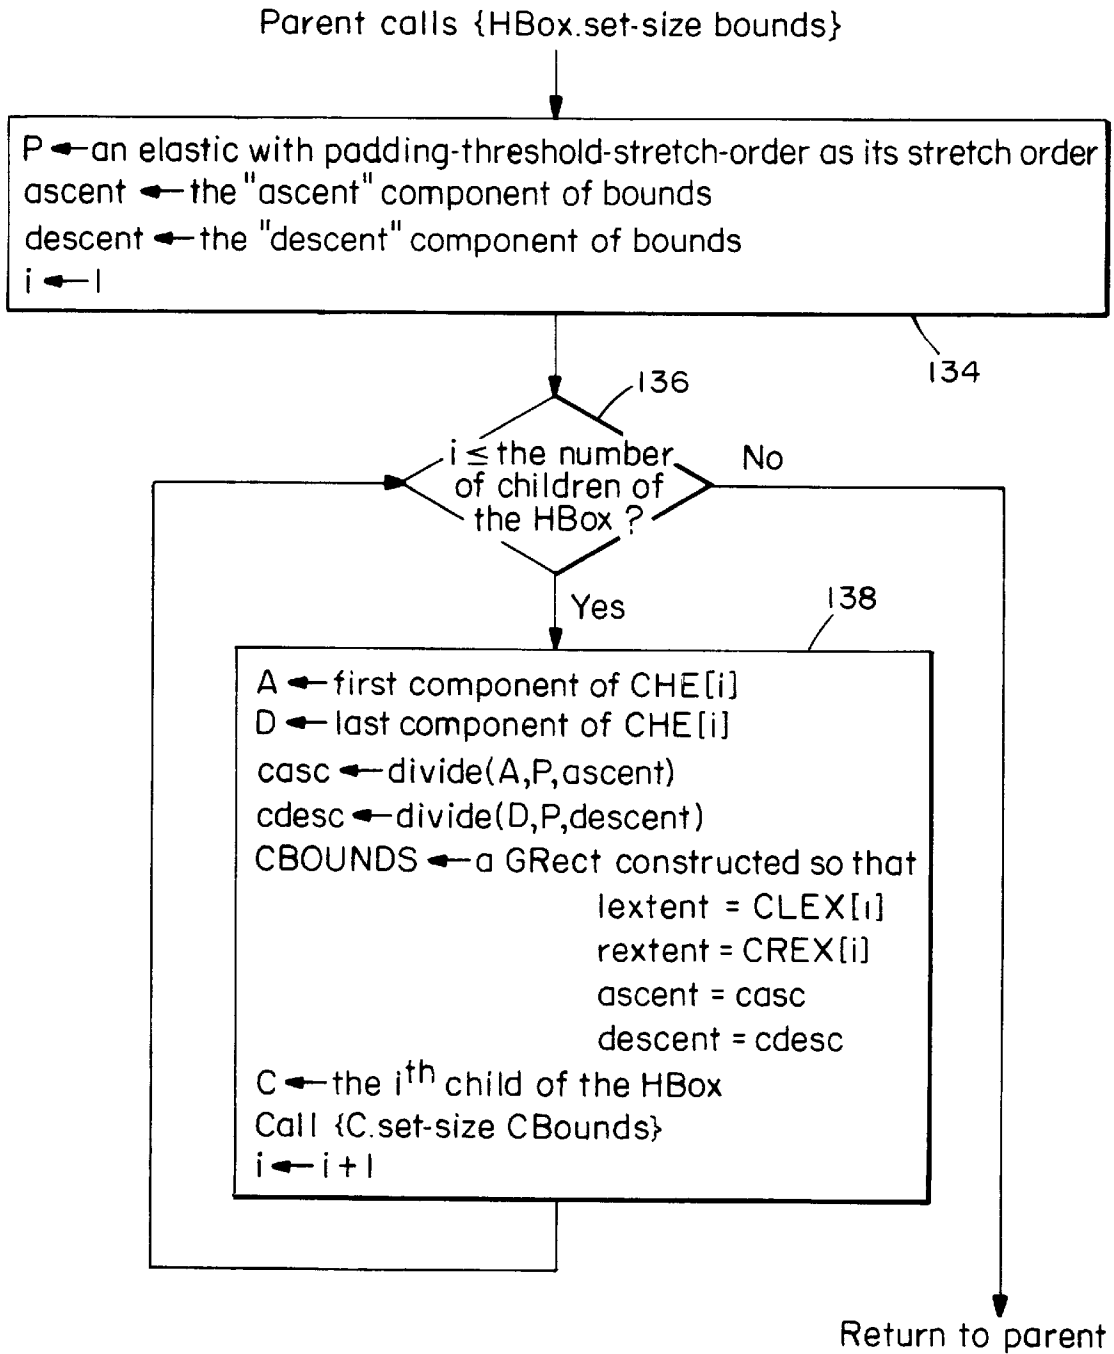 Parent calls {HBox.set-size bounds}
P ← an elastic with padding-threshold-stretch-order as its stretch order
ascent ← the "ascent" component of bounds
descent ← the "descent" component of bounds
i ← 1
134
136
i ≤ the number
of children of
the HBox ?
No
Yes
138
A ← first component of CHE[i]
D ← last component of CHE[i]
casc ← divide(A,P,ascent)
cdesc ← divide(D,P,descent)
CBOUNDS ← a GRect constructed so that
lextent = CLEX[i]
rextent = CREX[i]
ascent = casc
descent = cdesc
C ← the i^th child of the HBox
Call {C.set-size CBounds}
i ← i + 1
Return to parent